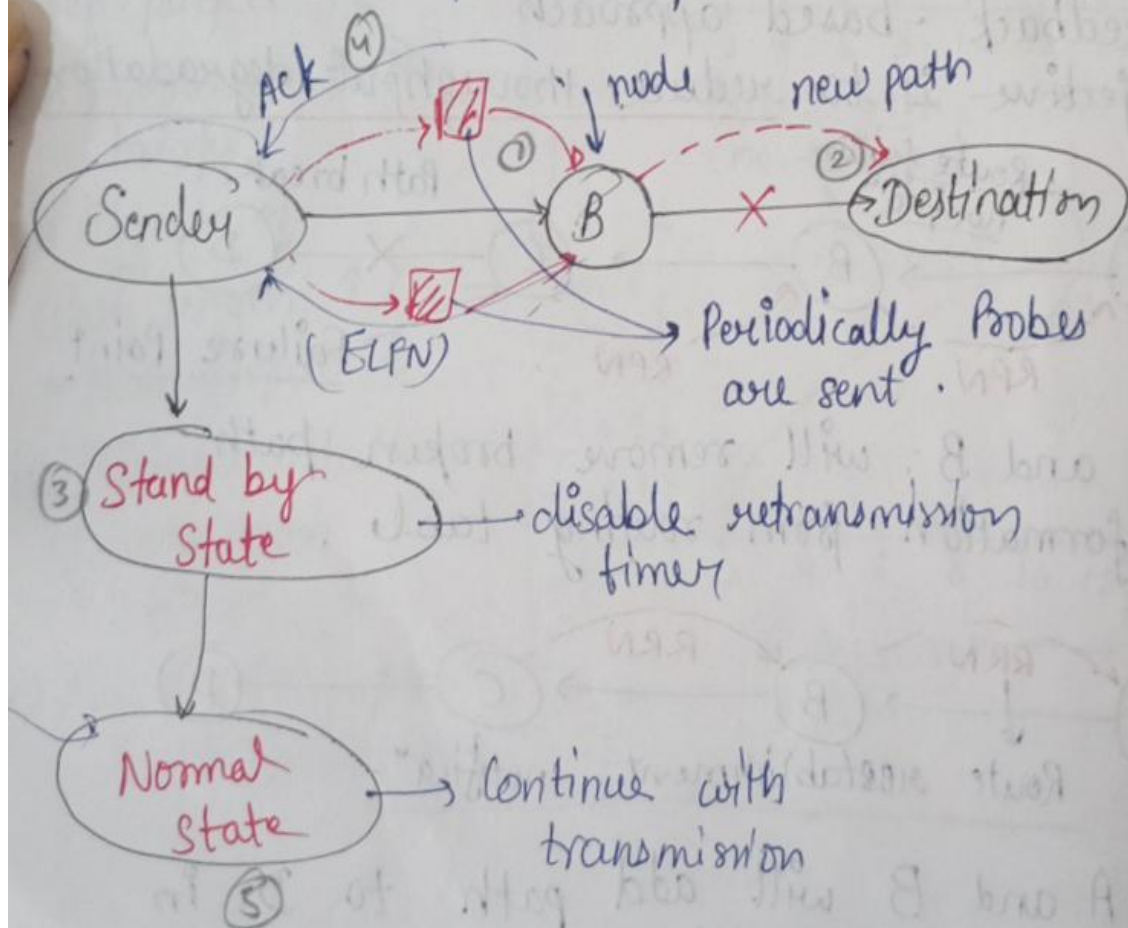 ④
Ack
node
new path
①
②
Sender
B
Destination
(ELFN)
Periodically Probes
are sent.
③
Stand by
State
disable retransmission
timer
Normal
State
Continue with
transmission
⑤